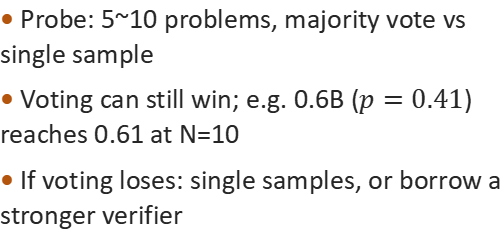 • Probe: 5~10 problems, majority vote vs
single sample
• Voting can still win; e.g. 0.6B (𝑝 = 0.41)
reaches 0.61 at N=10
• If voting loses: single samples, or borrow a
stronger verifier